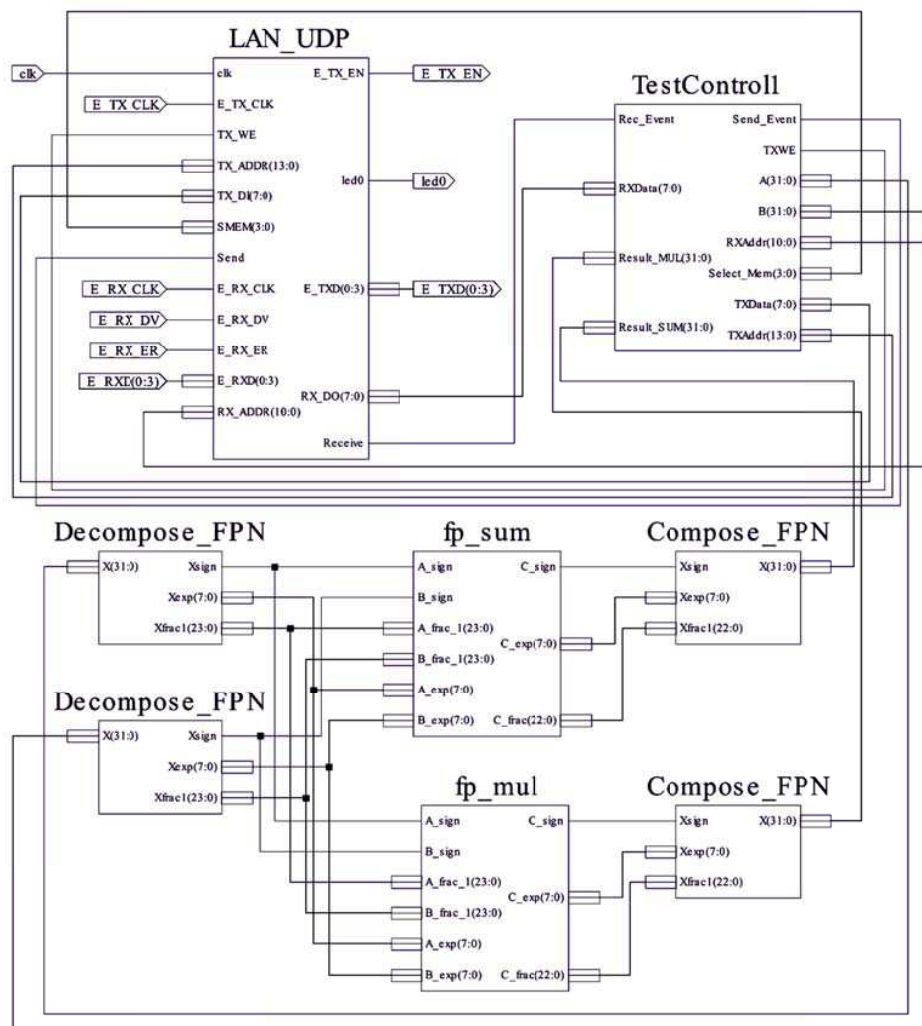 LAN_UDP
clk
clk
E_TX_EN
E_TX_EN
E_TX_CLK
E_TX_CLK
TX_WE
TX_ADDR(13:0)
led0
led0
TX_DI(7:0)
SMEM(3:0)
Send
E_RX_CLK
E_RX_CLK
E_TXD(0:3)
E_TXD(0:3)
E_RX_DV
E_RX_DV
E_RX_ER
E_RX_ER
E_RXD(0:3)
E_RXD(0:3)
RX_DO(7:0)
RX_ADDR(10:0)
Receive
TestControll
Rec_Event
Send_Event
TXWE
A(31:0)
RXData(7:0)
B(31:0)
RXAddr(10:0)
Result_MUL(31:0)
Select_Mem(3:0)
TXData(7:0)
Result_SUM(31:0)
TXAddr(13:0)
Decompose_FPN
X(31:0)
Xsign
Xexp(7:0)
Xfrac1(23:0)
Decompose_FPN
X(31:0)
Xsign
Xexp(7:0)
Xfrac1(23:0)
fp_sum
A_sign
C_sign
B_sign
A_frac_1(23:0)
C_exp(7:0)
B_frac_1(23:0)
A_exp(7:0)
B_exp(7:0)
C_frac(22:0)
Compose_FPN
Xsign
X(31:0)
Xexp(7:0)
Xfrac1(22:0)
fp_mul
A_sign
C_sign
B_sign
A_frac_1(23:0)
C_exp(7:0)
B_frac_1(23:0)
A_exp(7:0)
B_exp(7:0)
C_frac(22:0)
Compose_FPN
Xsign
X(31:0)
Xexp(7:0)
Xfrac1(22:0)